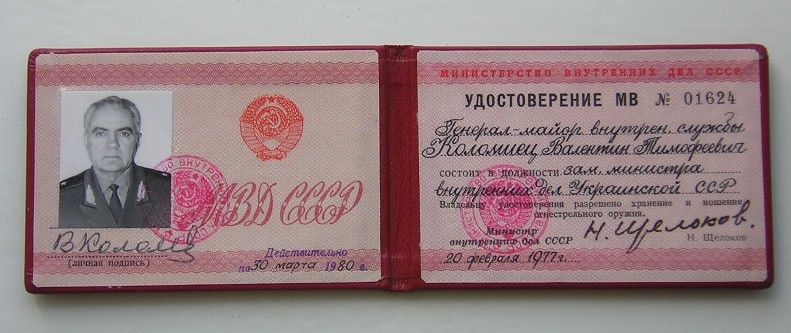 МВД СССР
В Коломиец
(личная подпись)
Действительно
по 30 марта 1980 г.
МИНИСТЕРСТВО ВНУТРЕННИХ ДЕЛ СССР
УДОСТОВЕРЕНИЕ МВ № 01624
Генерал-майор внутрен. службы
Коломиец Валентин Тимофеевич
состоит в должности зам. министра
внутренних дел Украинской ССР
Владельцу удостоверения разрешено хранение и ношение
огнестрельного оружия.
Министр
внутренних дел СССР
Н. Щелоков.
Н. Щелоков
20 февраля 1977 г.